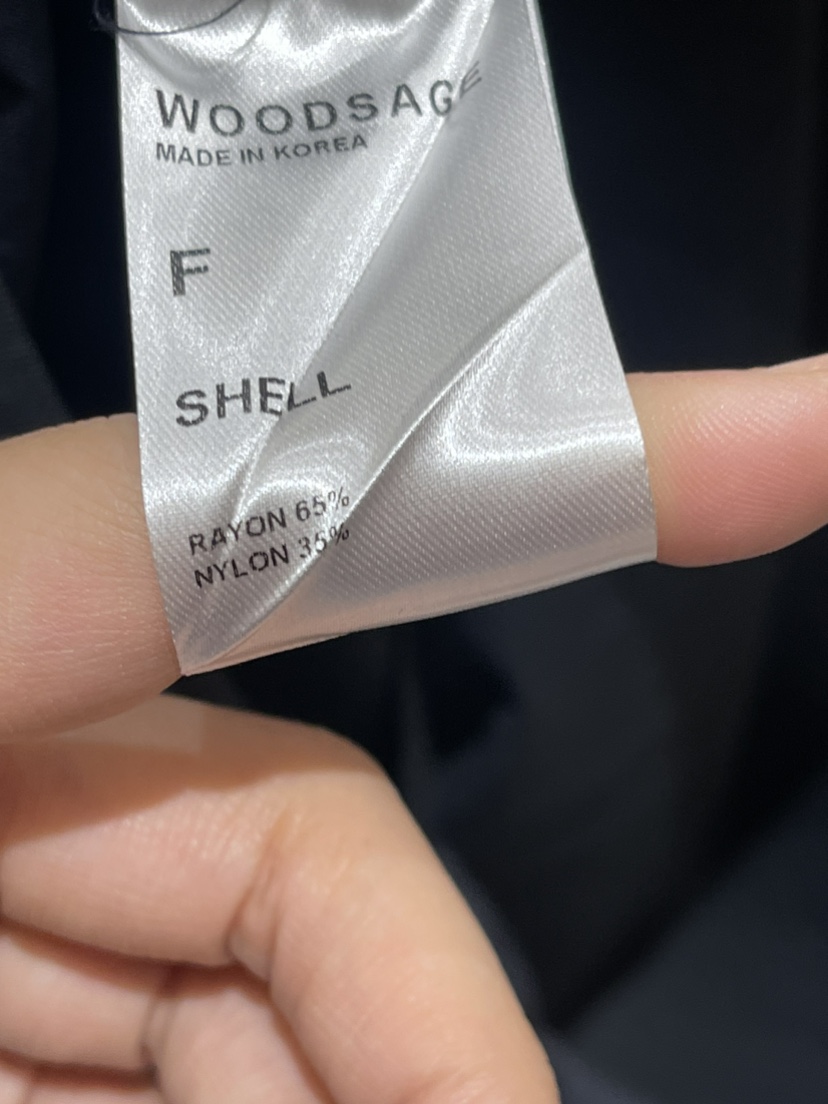 WOODSAGE
MADE IN KOREA
F
SHELL
RAYON 65%
NYLON 35%